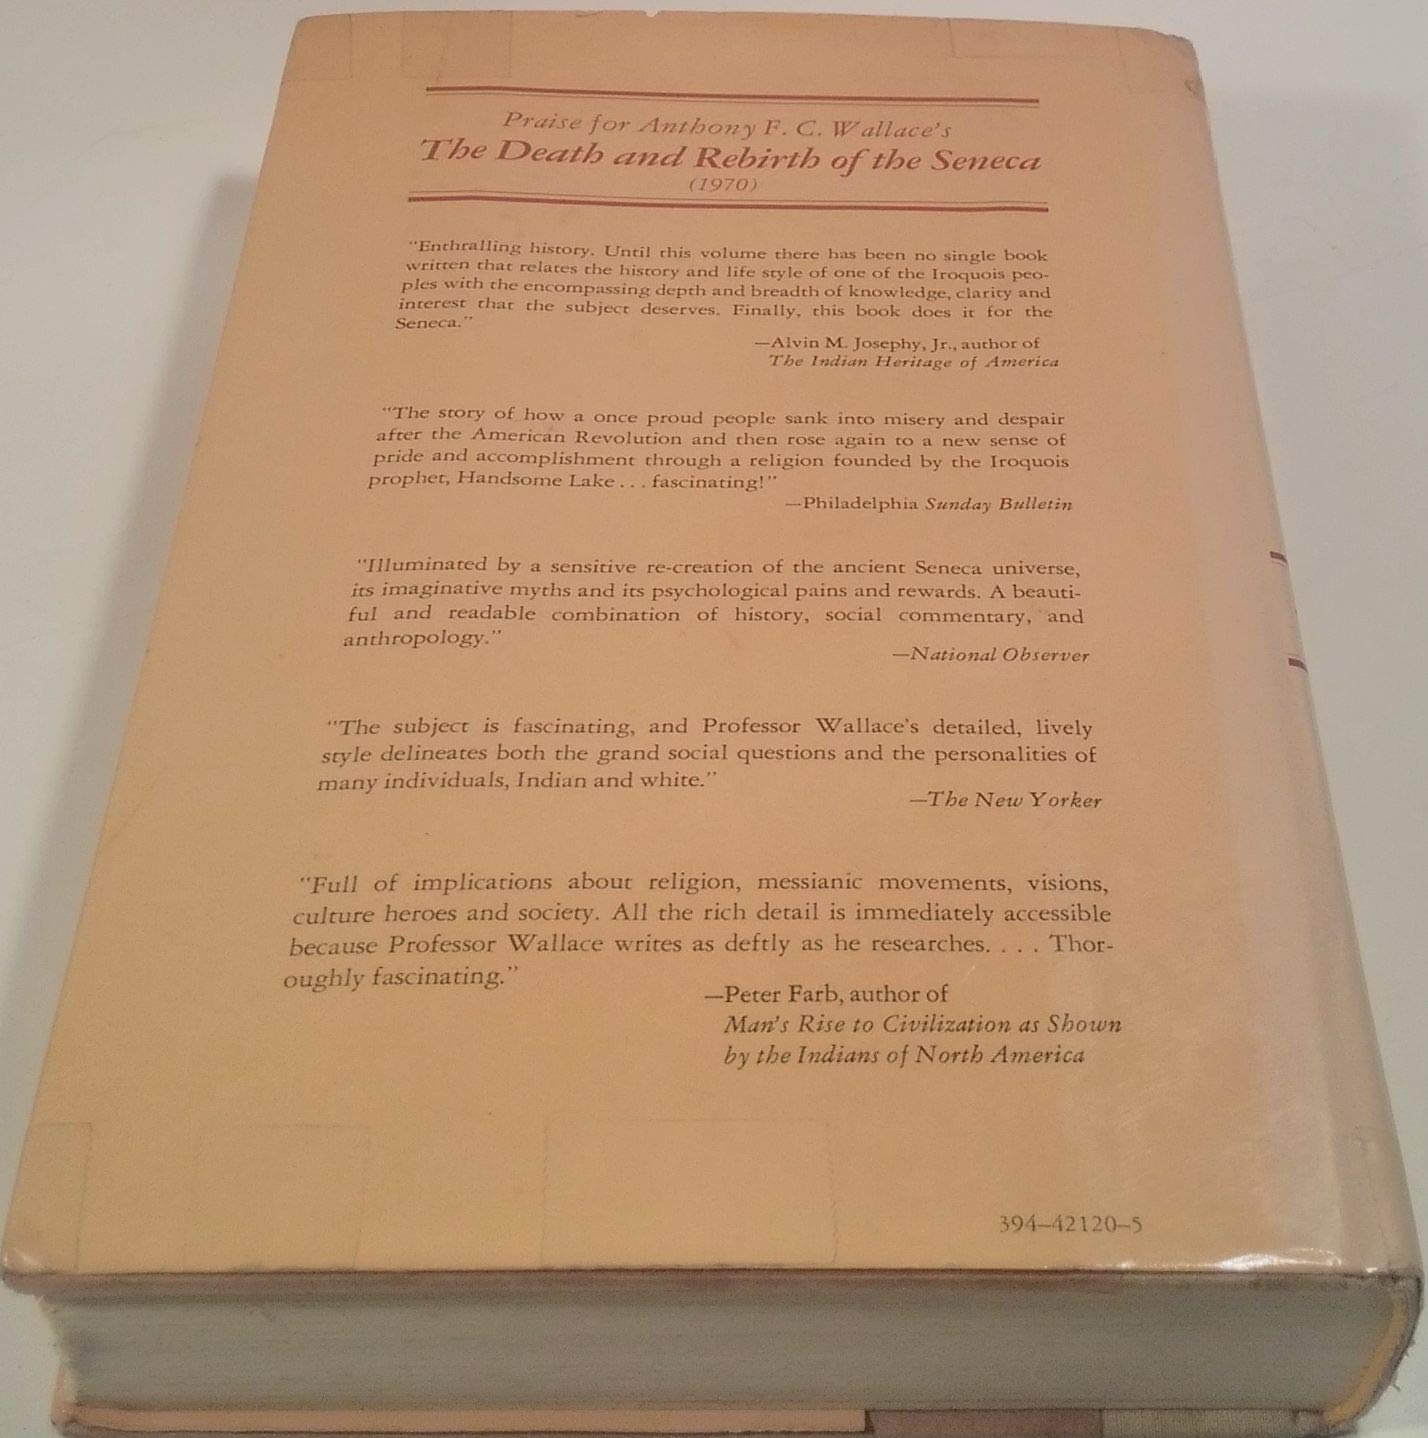 Praise for Anthony F. C. Wallace's
The Death and Rebirth of the Seneca
(1970)
"Enthralling history. Until this volume there has been no single book
written that relates the history and life style of one of the Iroquois peo-
ples with the encompassing depth and breadth of knowledge, clarity and
interest that the subject deserves. Finally, this book does it for the
Seneca."
—Alvin M. Josephy, Jr., author of
The Indian Heritage of America
"The story of how a once proud people sank into misery and despair
after the American Revolution and then rose again to a new sense of
pride and accomplishment through a religion founded by the Iroquois
prophet, Handsome Lake . . . fascinating!"
—Philadelphia Sunday Bulletin
"Illuminated by a sensitive re-creation of the ancient Seneca universe,
its imaginative myths and its psychological pains and rewards. A beauti-
ful and readable combination of history, social commentary, and
anthropology."
—National Observer
"The subject is fascinating, and Professor Wallace's detailed, lively
style delineates both the grand social questions and the personalities of
many individuals, Indian and white."
—The New Yorker
"Full of implications about religion, messianic movements, visions,
culture heroes and society. All the rich detail is immediately accessible
because Professor Wallace writes as deftly as he researches. . . . Thor-
oughly fascinating."
—Peter Farb, author of
Man's Rise to Civilization as Shown
by the Indians of North America
394–42120–5